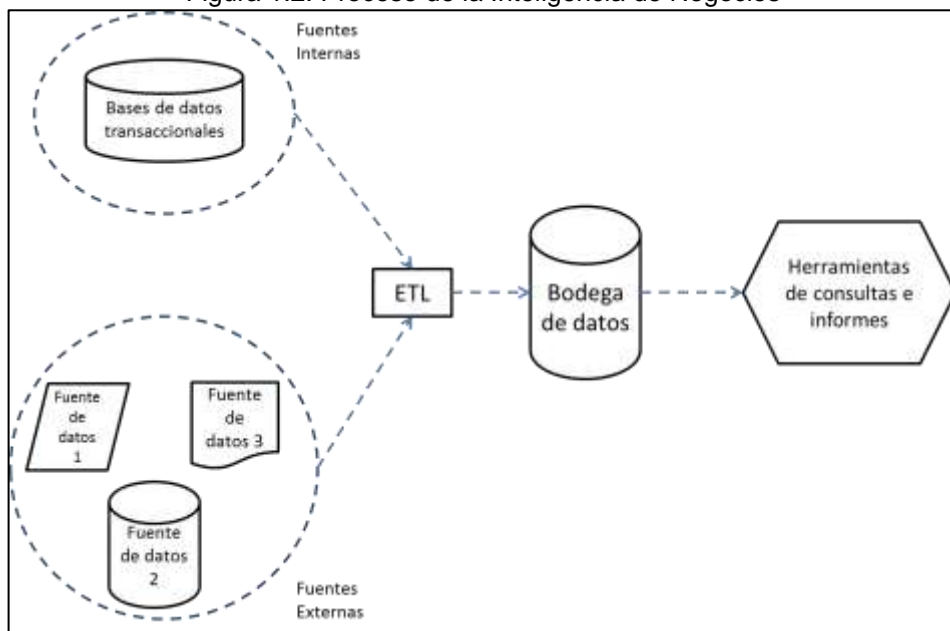 Fuentes
Internas
Bases de datos
transaccionales
ETL
Bodega
de datos
Herramientas
de consultas e
informes
Fuente
de
datos
1
Fuente
de
datos 3
Fuente
de datos
2
Fuentes
Externas